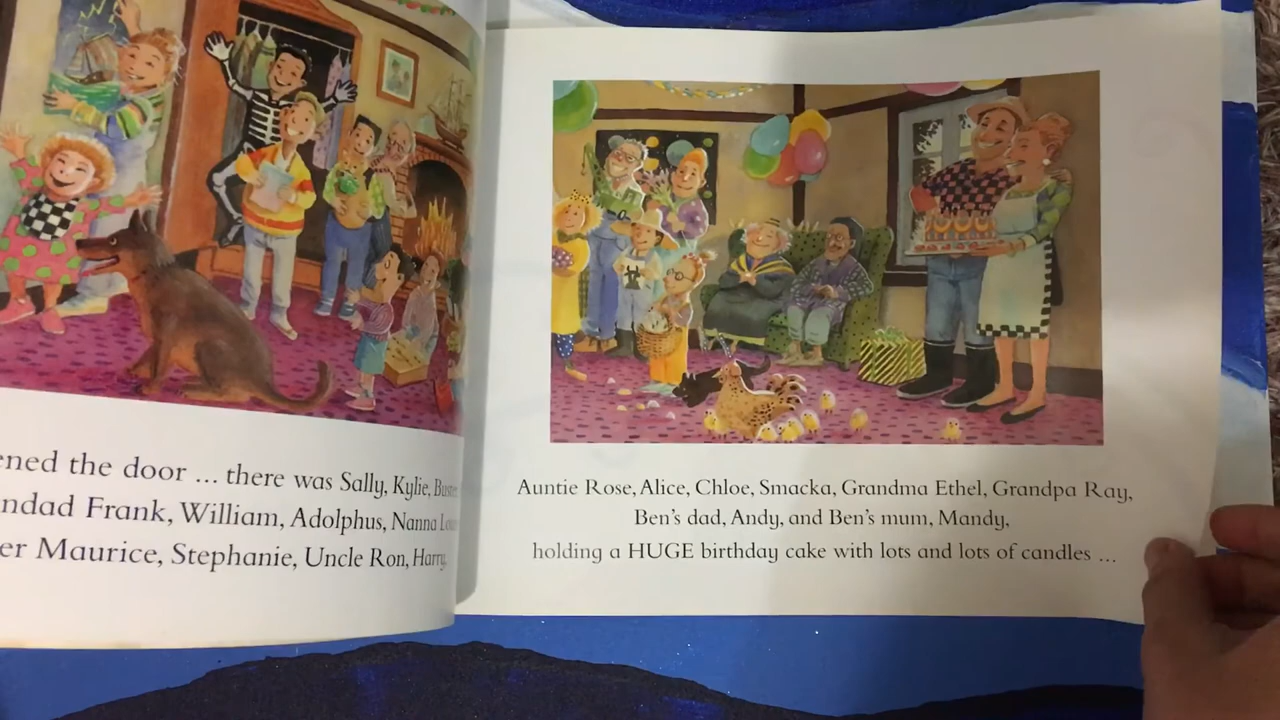 ened the door ... there was Sally, Kylie, Buster
ndad Frank, William, Adolphus, Nanna
er Maurice, Stephanie, Uncle Ron, Harry,
Auntie Rose, Alice, Chloe, Smacka, Grandma Ethel, Grandpa Ray,
Ben's dad, Andy, and Ben's mum, Mandy,
holding a HUGE birthday cake with lots and lots of candles ...